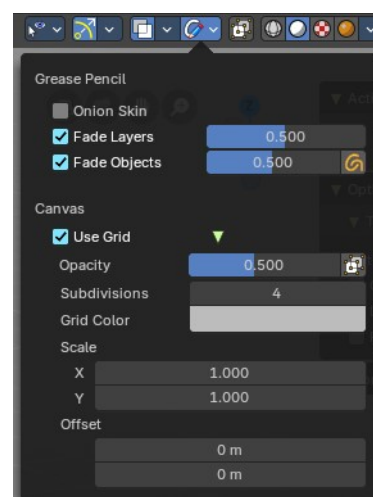 Grease Pencil
Onion Skin
Fade Layers 0.500
Fade Objects 0.500
Canvas
Use Grid
Opacity 0.500
Subdivisions 4
Grid Color
Scale
X 1.000
Y 1.000
Offset
0 m
0 m